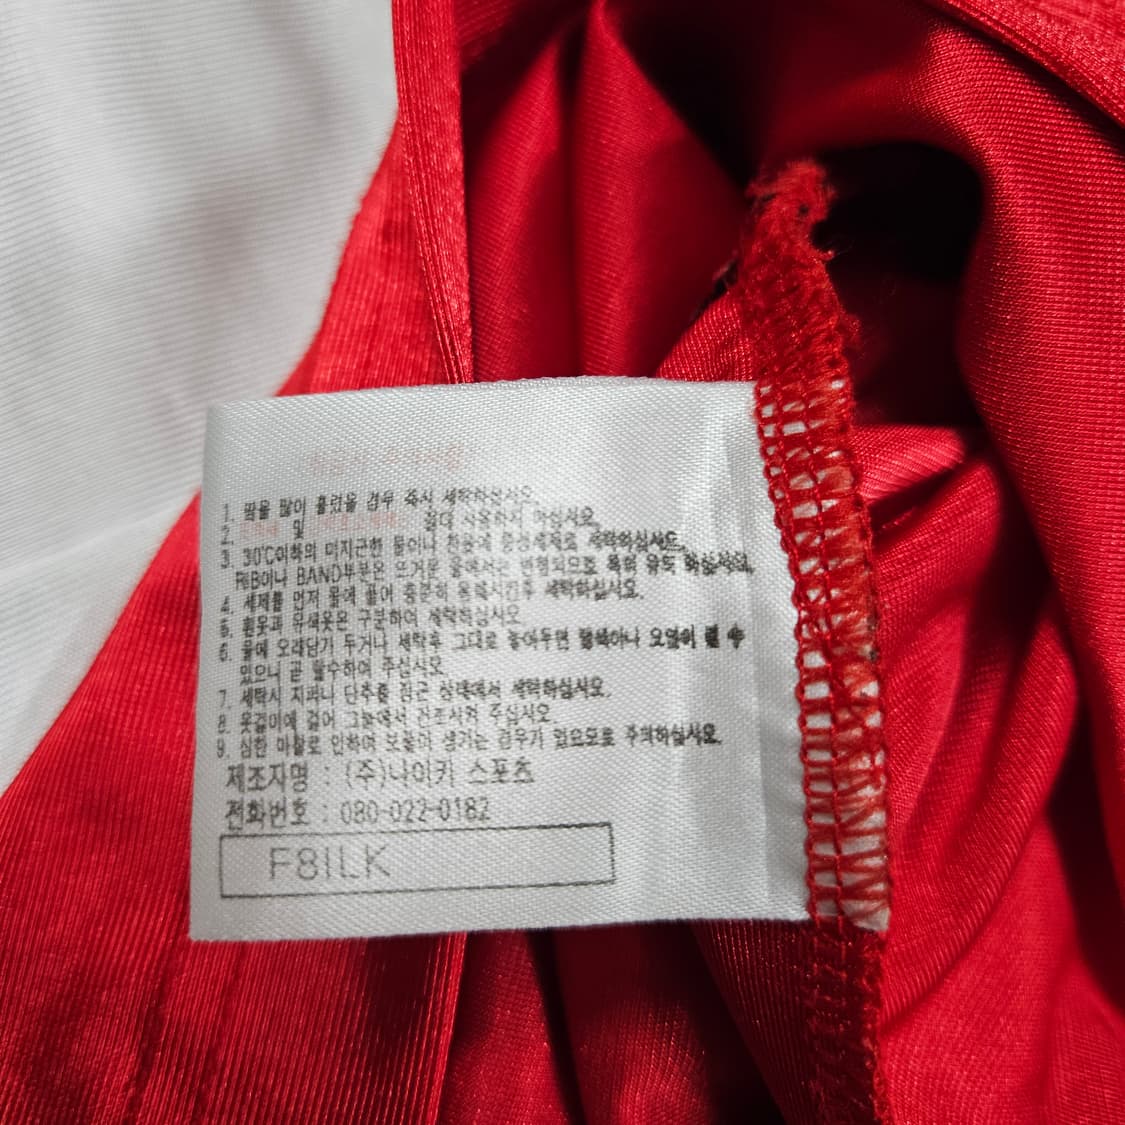 1. 땀을 많이 흘렸을 경우 즉시 세탁하십시오.
2. 및 절대 사용하지 마십시오.
3. 30℃이하의 미지근한 물이나 찬물에 중성세제로 세탁하십시오.
RIB이나 BAND부분은 뜨거운 물에서는 변형되므로 특히 유의 하십시오.
4. 세제를 먼저 물에 풀어 충분히 용해시킨후 세탁하십시오.
5. 흰옷과 유색옷은 구분하여 세탁하십시오.
6. 물에 오래담가 두거나 세탁후 그대로 놓아두면 탈색이나 오염이 될 수
있으니 곧 탈수하여 주십시오.
7. 세탁시 지퍼나 단추를 잠근 상태에서 세탁하십시오.
8. 옷걸이에 걸어 그늘에서 건조시켜 주십시오.
9. 심한 마찰로 인하여 보풀이 생기는 경우가 있으므로 주의하십시오.
제조자명 : (주)나이키 스포츠
전화번호 : 080-022-0182
F8ILK